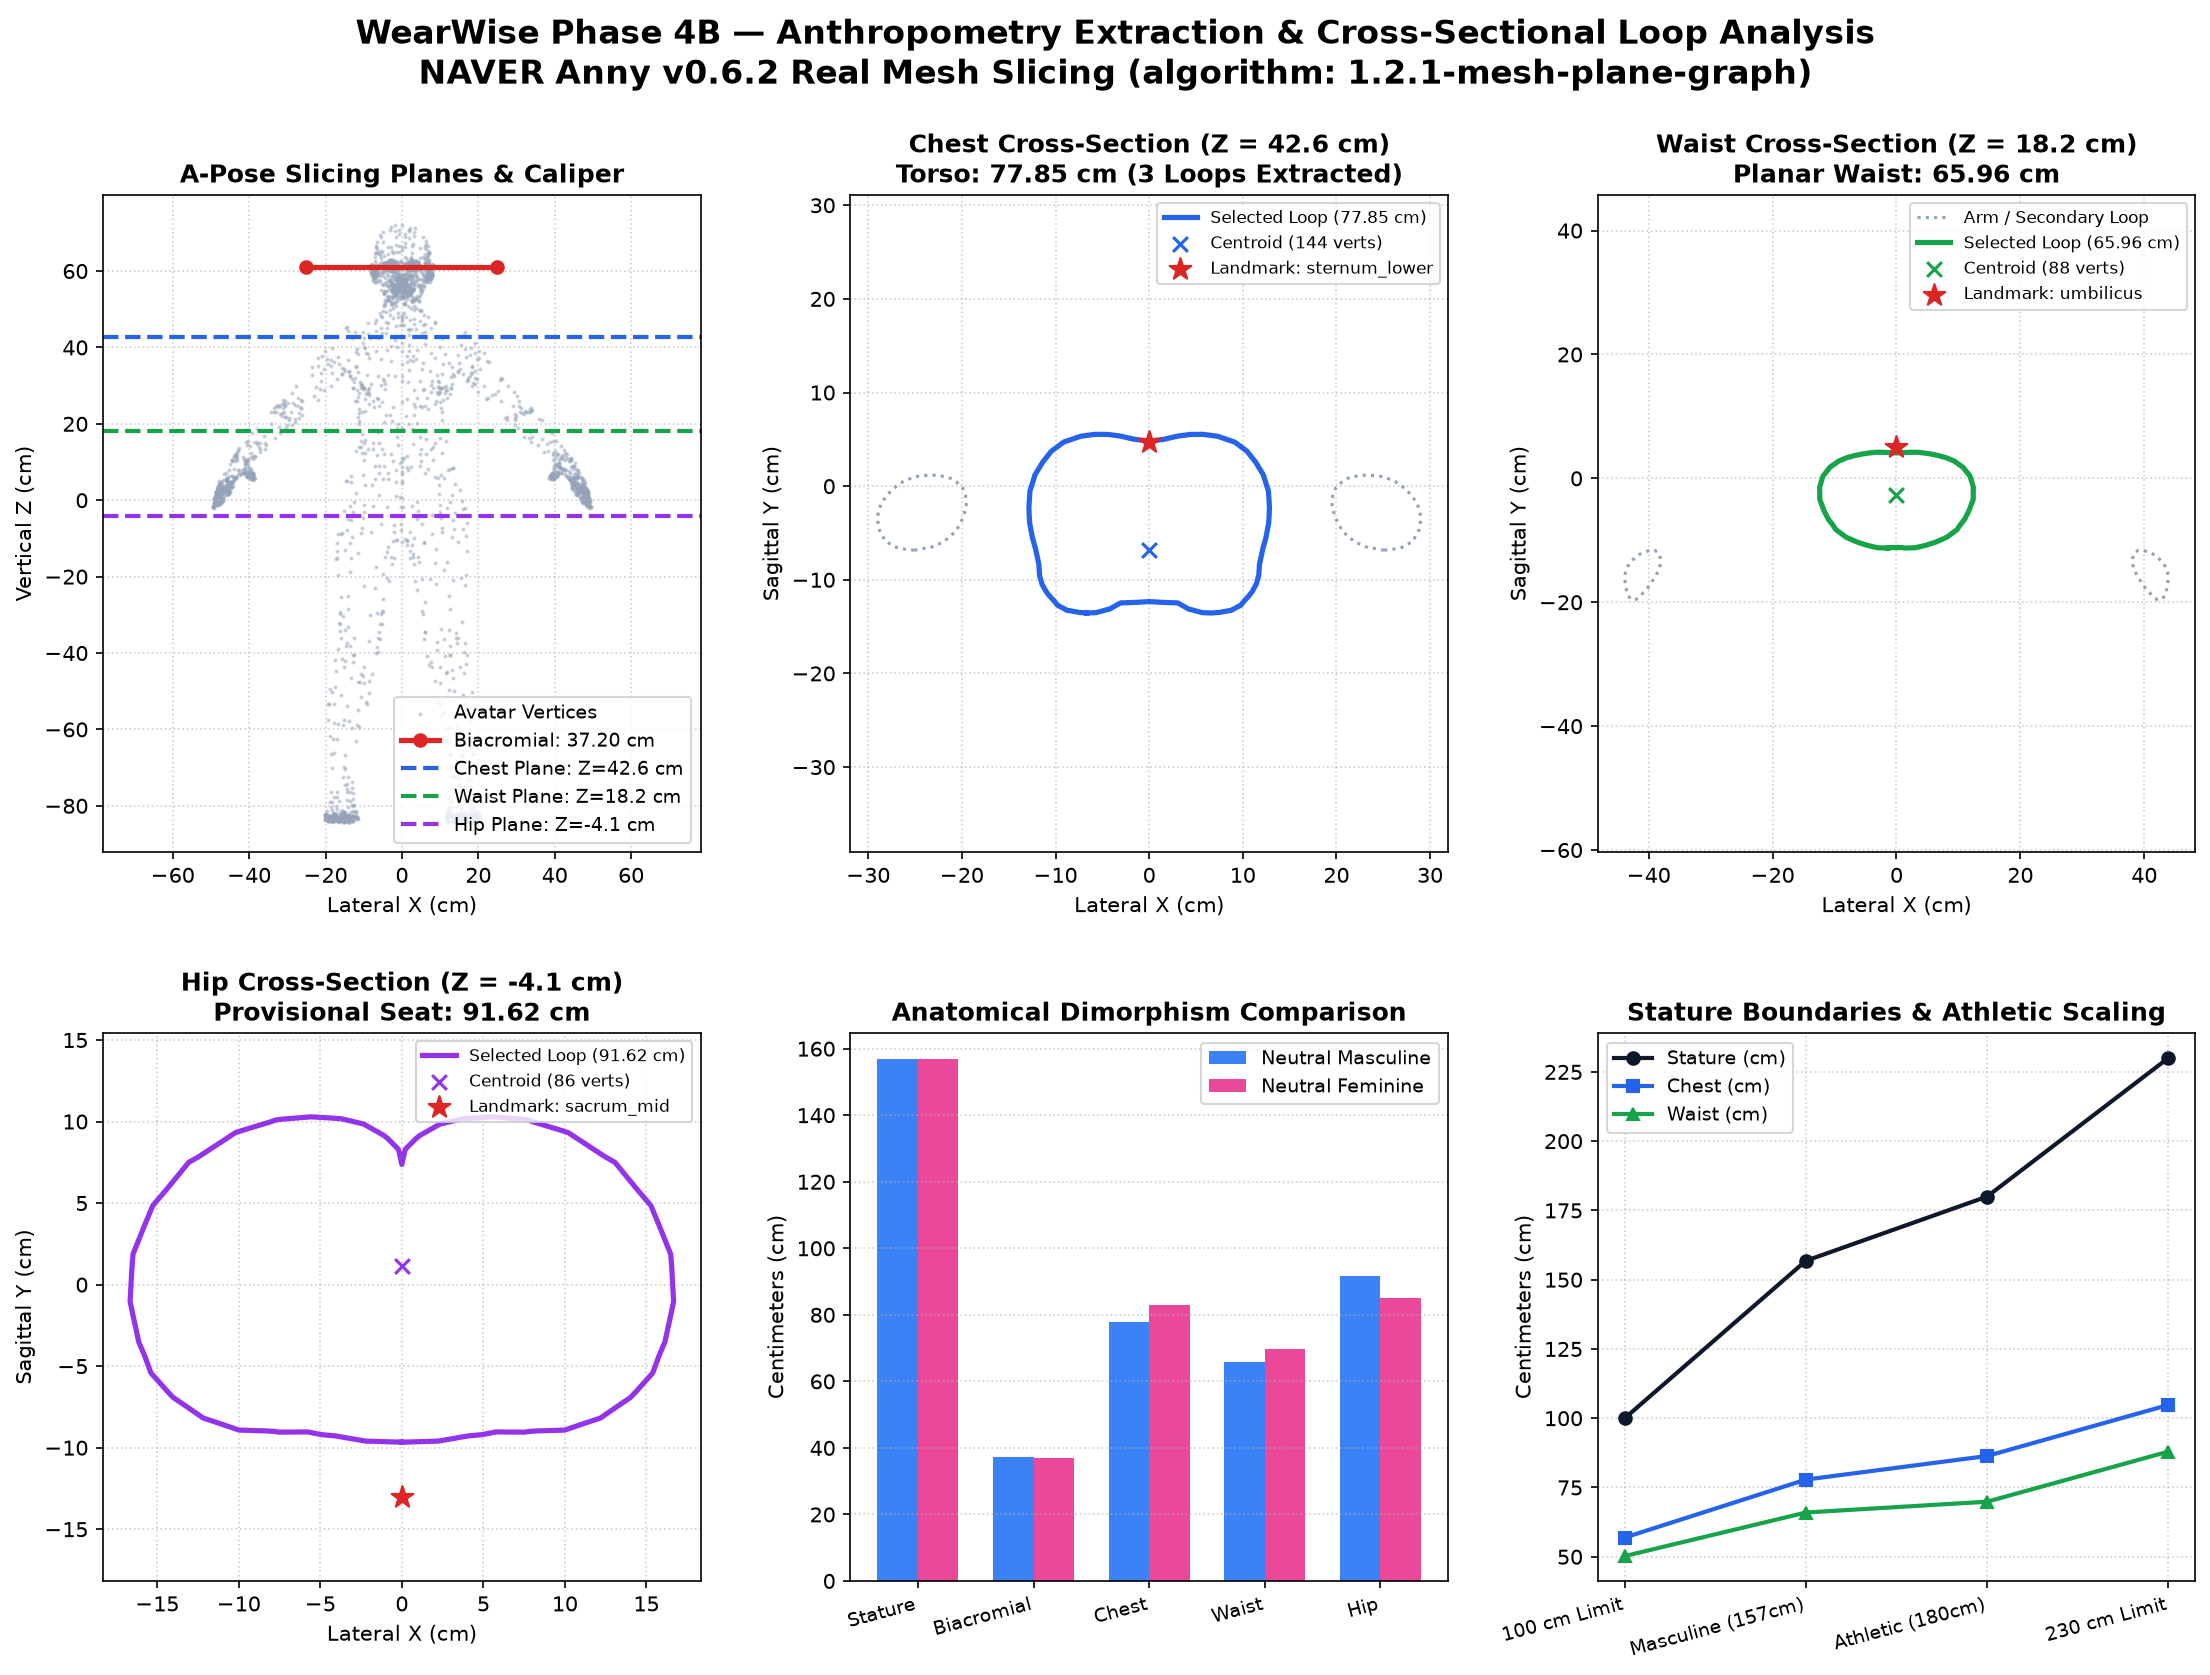 WearWise Phase 4B — Anthropometry Extraction & Cross-Sectional Loop Analysis
NAVER Anny v0.6.2 Real Mesh Slicing (algorithm: 1.2.1-mesh-plane-graph)
A-Pose Slicing Planes & Caliper
Vertical Z (cm)
60
40
20
0
−20
−40
−60
−80
Avatar Vertices
Biacromial: 37.20 cm
Chest Plane: Z=42.6 cm
Waist Plane: Z=18.2 cm
Hip Plane: Z=-4.1 cm
−60 −40 −20 0 20 40 60
Lateral X (cm)
Chest Cross-Section (Z = 42.6 cm)
Torso: 77.85 cm (3 Loops Extracted)
Sagittal Y (cm)
30
20
10
0
−10
−20
−30
Selected Loop (77.85 cm)
Centroid (144 verts)
Landmark: sternum_lower
−30 −20 −10 0 10 20 30
Lateral X (cm)
Waist Cross-Section (Z = 18.2 cm)
Planar Waist: 65.96 cm
Sagittal Y (cm)
40
20
0
−20
−40
−60
Arm / Secondary Loop
Selected Loop (65.96 cm)
Centroid (88 verts)
Landmark: umbilicus
−40 −20 0 20 40
Lateral X (cm)
Hip Cross-Section (Z = -4.1 cm)
Provisional Seat: 91.62 cm
Sagittal Y (cm)
15
10
5
0
−5
−10
−15
Selected Loop (91.62 cm)
Centroid (86 verts)
Landmark: sacrum_mid
−15 −10 −5 0 5 10 15
Lateral X (cm)
Anatomical Dimorphism Comparison
Centimeters (cm)
160
140
120
100
80
60
40
20
0
Neutral Masculine
Neutral Feminine
Stature Biacromial Chest Waist Hip
Stature Boundaries & Athletic Scaling
Centimeters (cm)
225
200
175
150
125
100
75
50
Stature (cm)
Chest (cm)
Waist (cm)
100 cm Limit Masculine (157cm) Athletic (180cm) 230 cm Limit